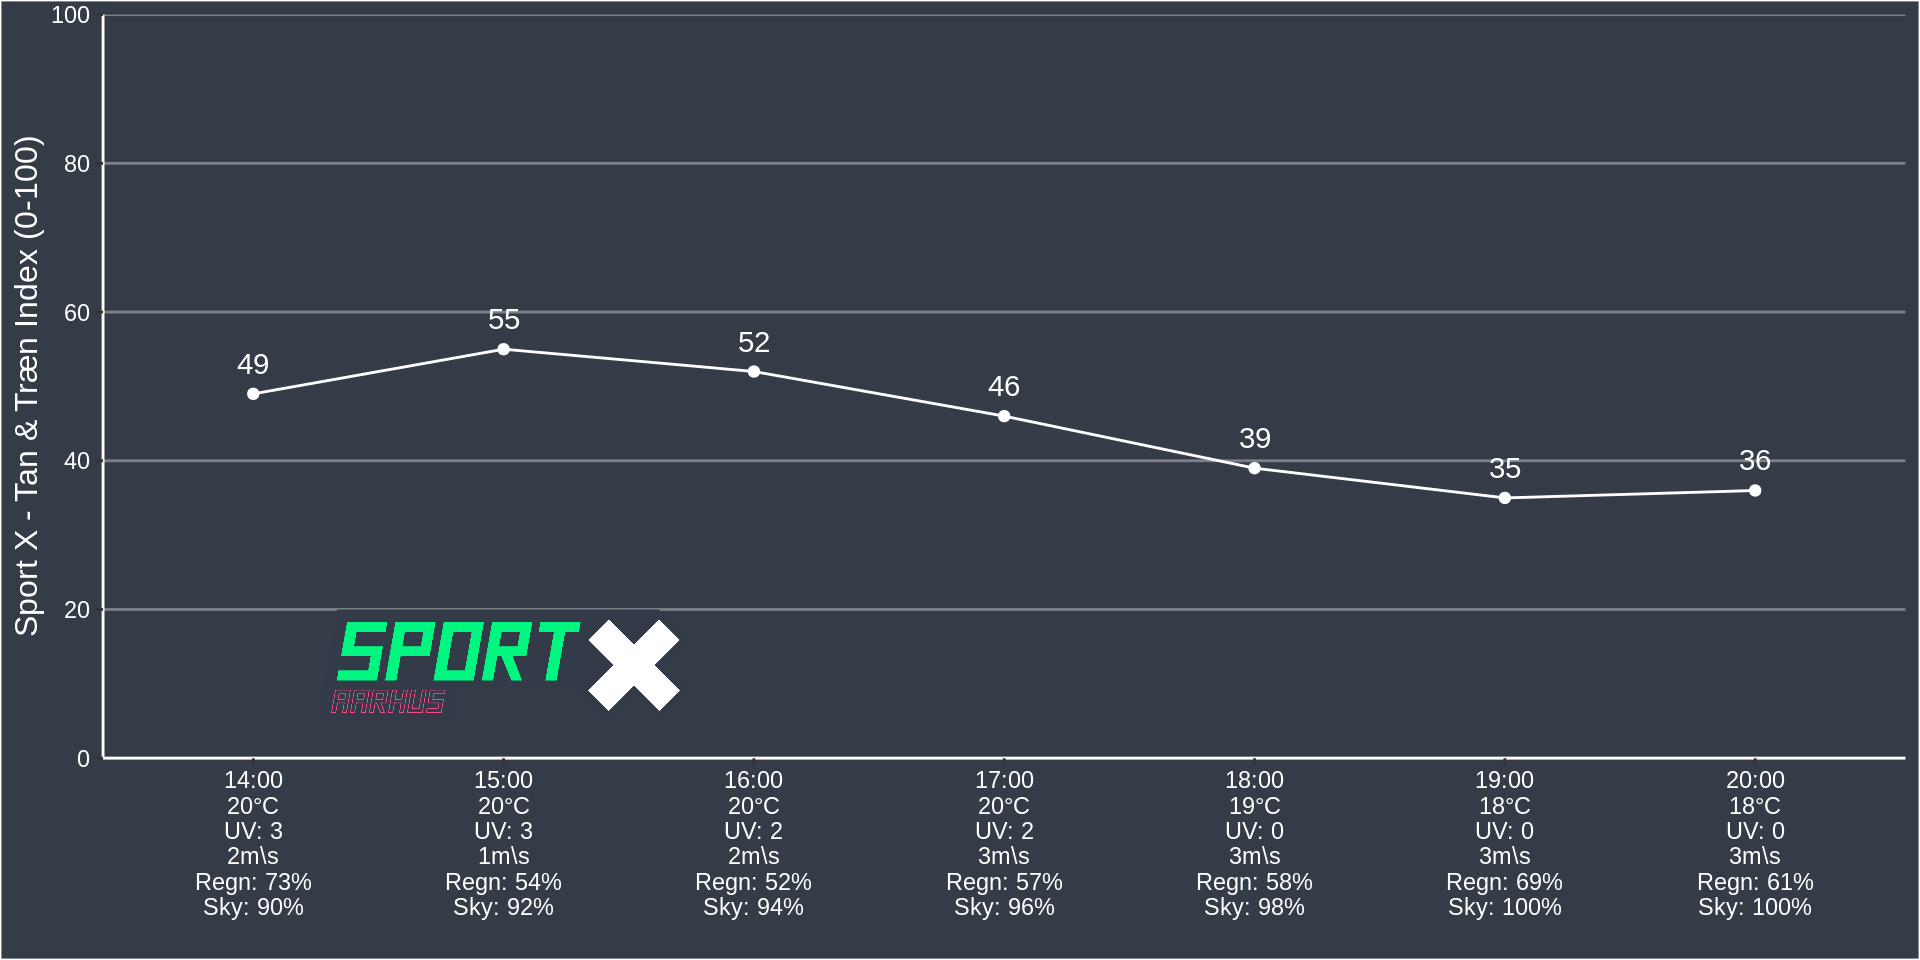 Sport X - Tan & Træn Index (0-100)
100
80
60
40
20
0
49
55
52
46
39
35
36
SPORT X
AARHUS
14:00
20°C
UV: 3
2m\s
Regn: 73%
Sky: 90%
15:00
20°C
UV: 3
1m\s
Regn: 54%
Sky: 92%
16:00
20°C
UV: 2
2m\s
Regn: 52%
Sky: 94%
17:00
20°C
UV: 2
3m\s
Regn: 57%
Sky: 96%
18:00
19°C
UV: 0
3m\s
Regn: 58%
Sky: 98%
19:00
18°C
UV: 0
3m\s
Regn: 69%
Sky: 100%
20:00
18°C
UV: 0
3m\s
Regn: 61%
Sky: 100%